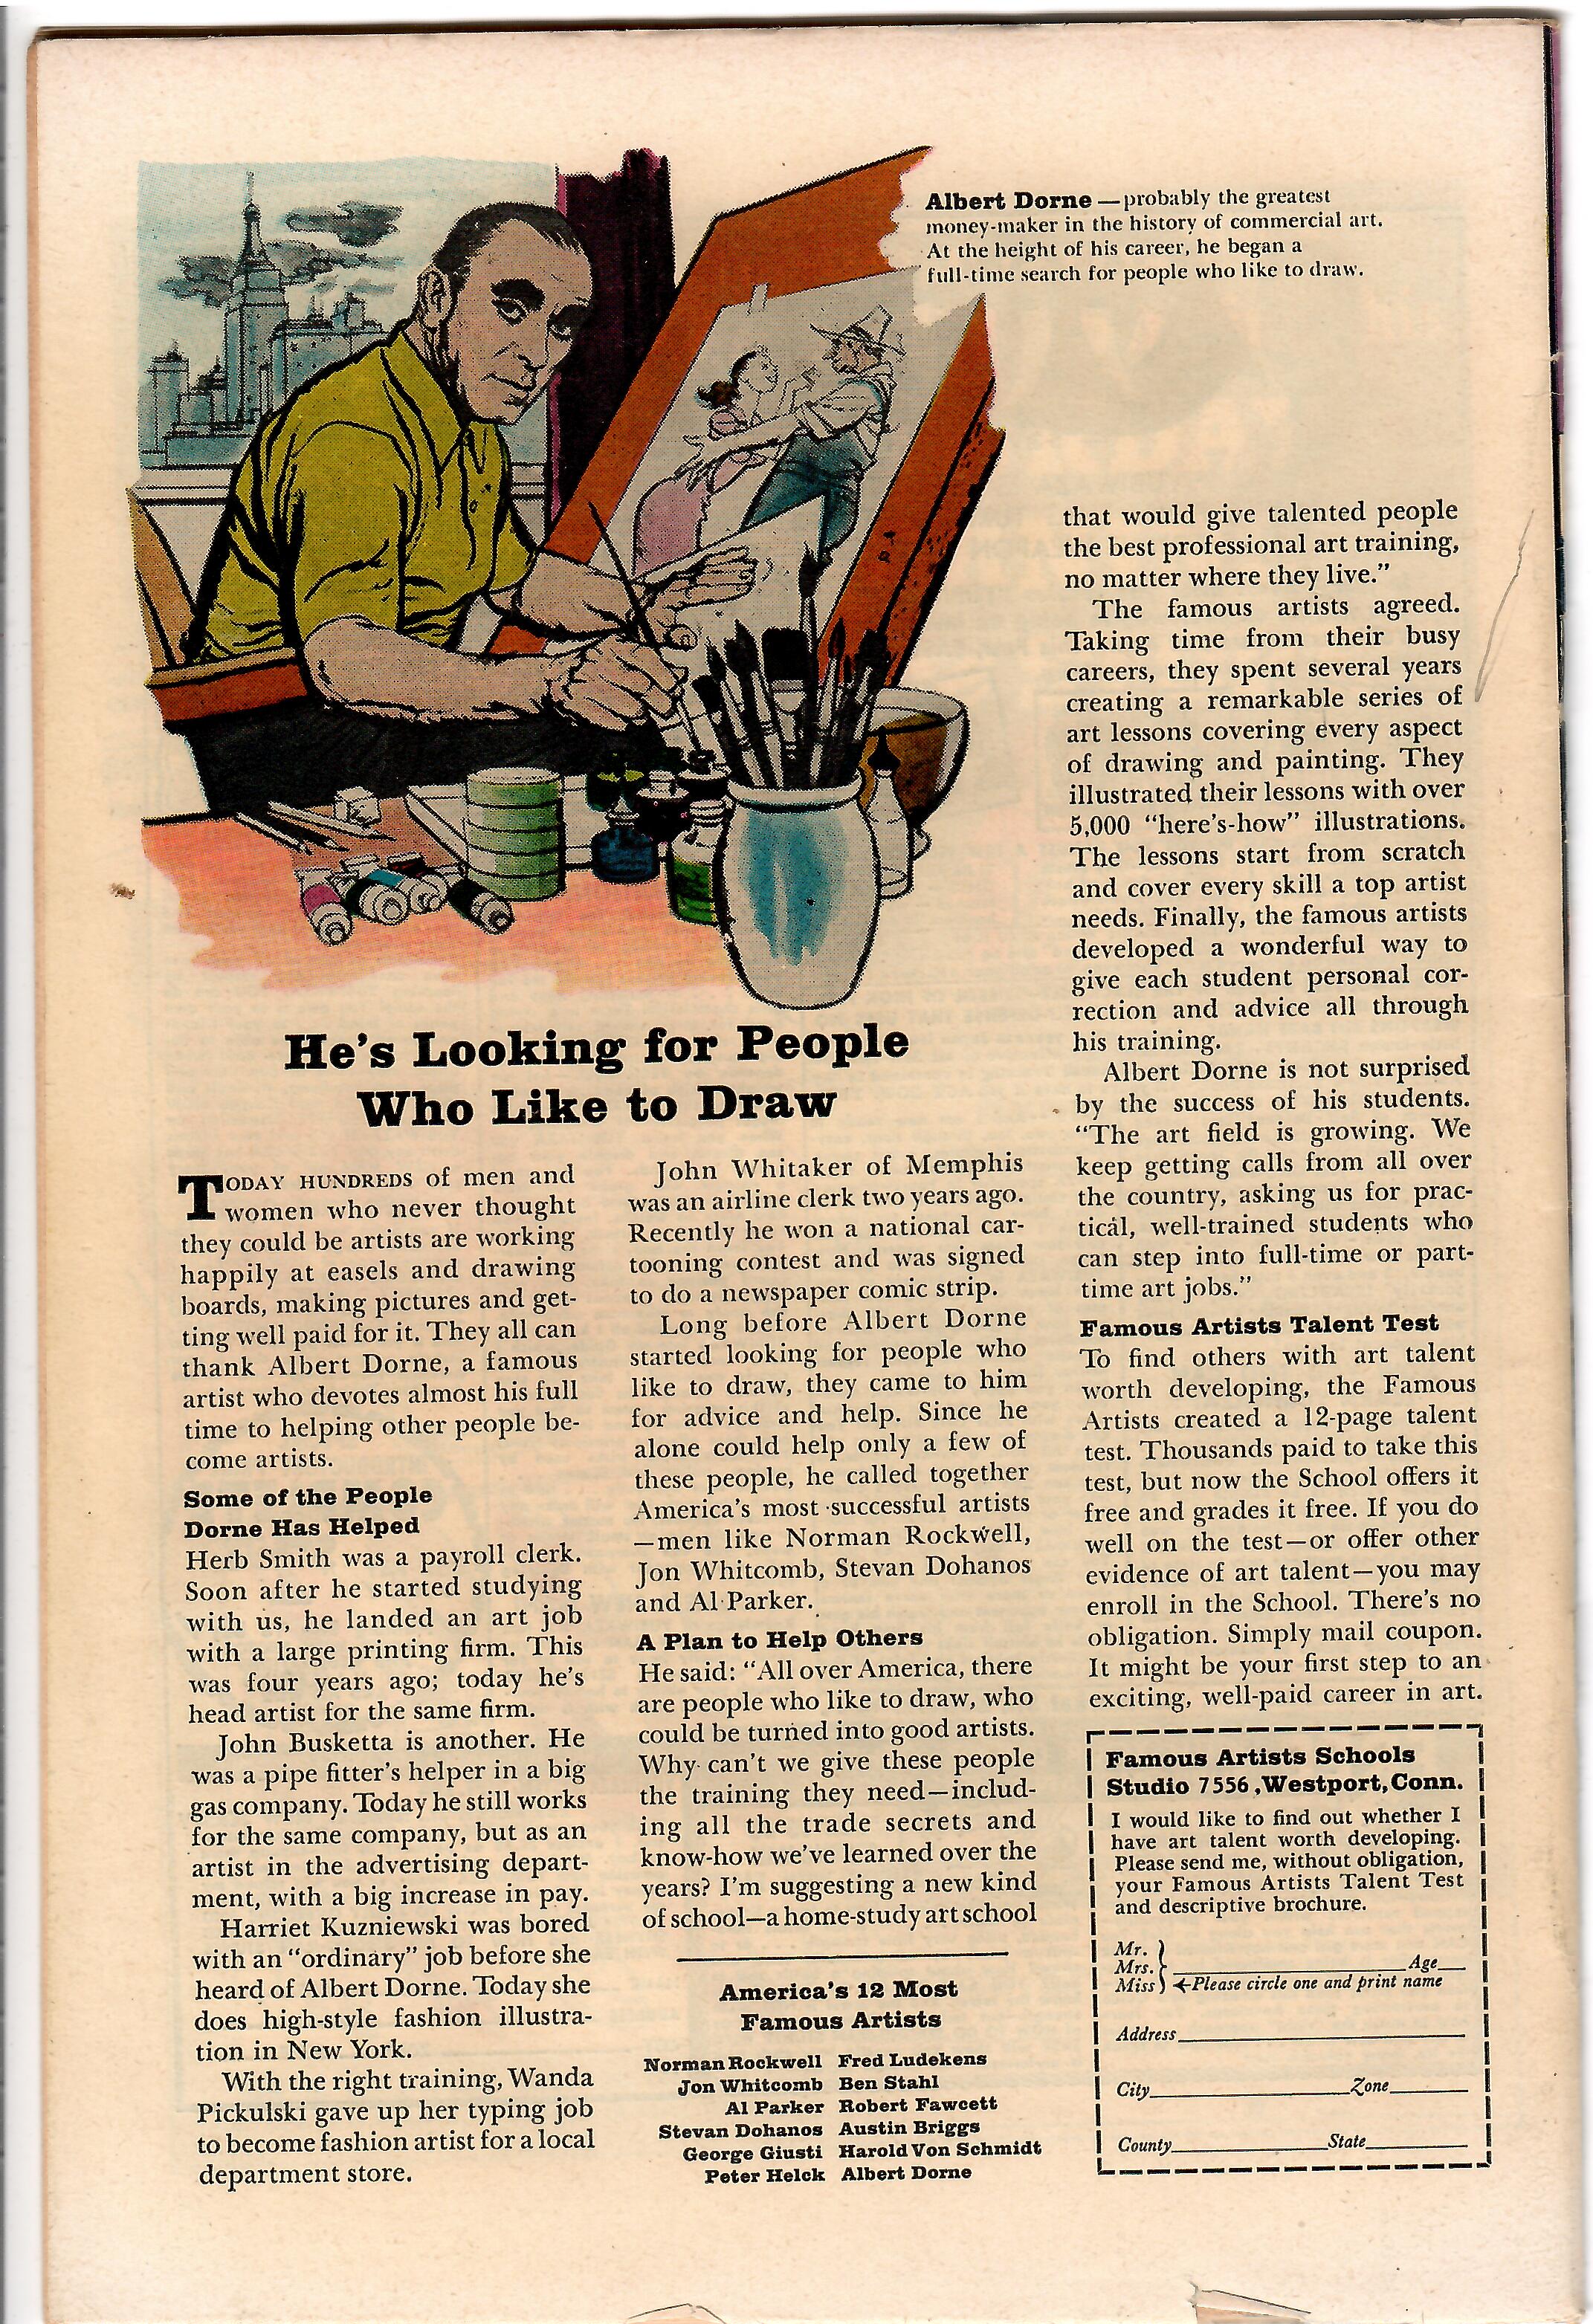 Albert Dorne —probably the greatest
money-maker in the history of commercial art.
At the height of his career, he began a
full-time search for people who like to draw.
He's Looking for People
Who Like to Draw
TODAY HUNDREDS of men and
women who never thought
they could be artists are working
happily at easels and drawing
boards, making pictures and get-
ting well paid for it. They all can
thank Albert Dorne, a famous
artist who devotes almost his full
time to helping other people be-
come artists.
Some of the People
Dorne Has Helped
Herb Smith was a payroll clerk.
Soon after he started studying
with us, he landed an art job
with a large printing firm. This
was four years ago; today he's
head artist for the same firm.
John Busketta is another. He
was a pipe fitter's helper in a big
gas company. Today he still works
for the same company, but as an
artist in the advertising depart-
ment, with a big increase in pay.
Harriet Kuzniewski was bored
with an "ordinary" job before she
heard of Albert Dorne. Today she
does high-style fashion illustra-
tion in New York.
With the right training, Wanda
Pickulski gave up her typing job
to become fashion artist for a local
department store.
John Whitaker of Memphis
was an airline clerk two years ago.
Recently he won a national car-
tooning contest and was signed
to do a newspaper comic strip.
Long before Albert Dorne
started looking for people who
like to draw, they came to him
for advice and help. Since he
alone could help only a few of
these people, he called together
America's most successful artists
—men like Norman Rockwell,
Jon Whitcomb, Stevan Dohanos
and Al Parker.
A Plan to Help Others
He said: "All over America, there
are people who like to draw, who
could be turned into good artists.
Why can't we give these people
the training they need—includ-
ing all the trade secrets and
know-how we've learned over the
years? I'm suggesting a new kind
of school—a home-study art school
America's 12 Most
Famous Artists
Norman Rockwell Fred Ludekens
Jon Whitcomb Ben Stahl
Al Parker Robert Fawcett
Stevan Dohanos Austin Briggs
George Giusti Harold Von Schmidt
Peter Helck Albert Dorne
that would give talented people
the best professional art training,
no matter where they live."
The famous artists agreed.
Taking time from their busy
careers, they spent several years
creating a remarkable series of
art lessons covering every aspect
of drawing and painting. They
illustrated their lessons with over
5,000 "here's-how" illustrations.
The lessons start from scratch
and cover every skill a top artist
needs. Finally, the famous artists
developed a wonderful way to
give each student personal cor-
rection and advice all through
his training.
Albert Dorne is not surprised
by the success of his students.
"The art field is growing. We
keep getting calls from all over
the country, asking us for prac-
tical, well-trained students who
can step into full-time or part-
time art jobs."
Famous Artists Talent Test
To find others with art talent
worth developing, the Famous
Artists created a 12-page talent
test. Thousands paid to take this
test, but now the School offers it
free and grades it free. If you do
well on the test—or offer other
evidence of art talent—you may
enroll in the School. There's no
obligation. Simply mail coupon.
It might be your first step to an
exciting, well-paid career in art.
Famous Artists Schools
Studio 7556, Westport, Conn.
I would like to find out whether I
have art talent worth developing.
Please send me, without obligation,
your Famous Artists Talent Test
and descriptive brochure.
Mr.
Mrs. Age
Miss ←Please circle one and print name
Address
City Zone
County State